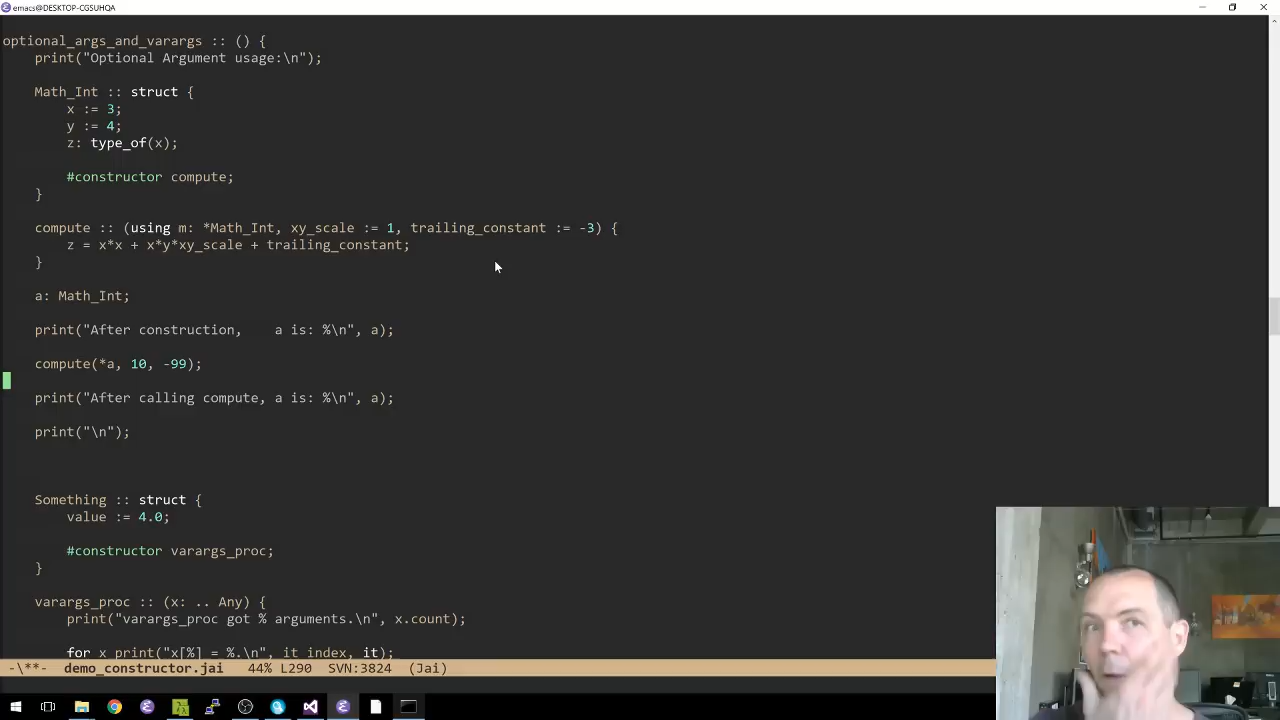 emacs@DESKTOP-CGSUHQA
optional_args_and_varargs :: () {
print("Optional Argument usage:\n");
Math_Int :: struct {
x := 3;
y := 4;
z: type_of(x);
#constructor compute;
}
compute :: (using m: *Math_Int, xy_scale := 1, trailing_constant := -3) {
z = x*x + x*y*xy_scale + trailing_constant;
}
a: Math_Int;
print("After construction,    a is: %\n", a);
compute(*a, 10, -99);
print("After calling compute, a is: %\n", a);
print("\n");
Something :: struct {
value := 4.0;
#constructor varargs_proc;
}
varargs_proc :: (x: .. Any) {
print("varargs_proc got % arguments.\n", x.count);
for x print("x[%] = %.\n", it_index, it);
-\**-  demo_constructor.jai   44% L290  SVN:3824  (Jai)